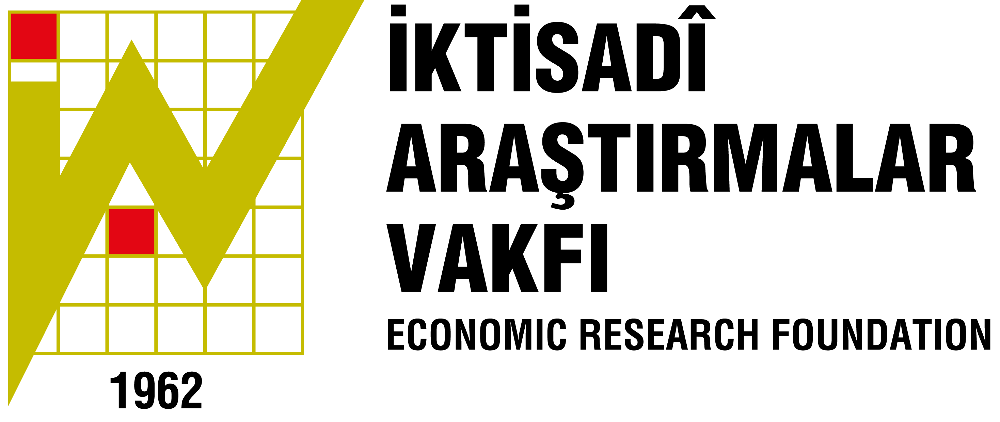 İKTİSADÎ
ARAŞTIRMALAR
VAKFI
ECONOMIC RESEARCH FOUNDATION
1962